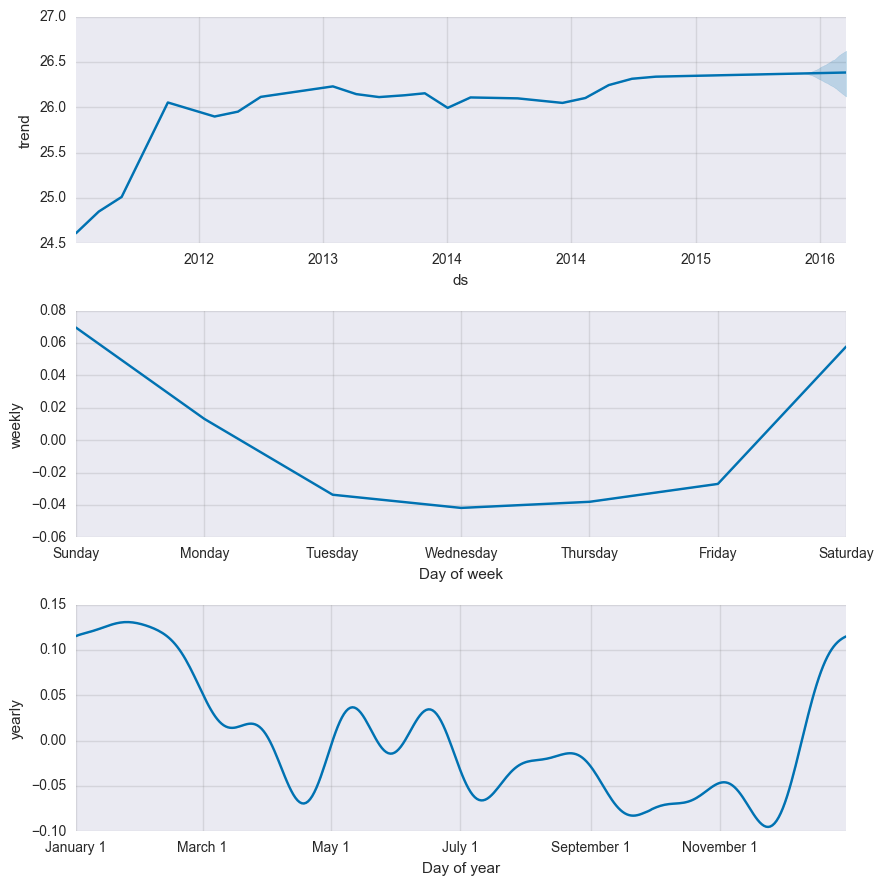 27.0
26.5
26.0
25.5
25.0
24.5
trend
2012 2013 2014 2014 2015 2016
ds
0.08
0.06
0.04
0.02
0.00
−0.02
−0.04
−0.06
weekly
Sunday Monday Tuesday Wednesday Thursday Friday Saturday
Day of week
0.15
0.10
0.05
0.00
−0.05
−0.10
yearly
January 1 March 1 May 1 July 1 September 1 November 1
Day of year